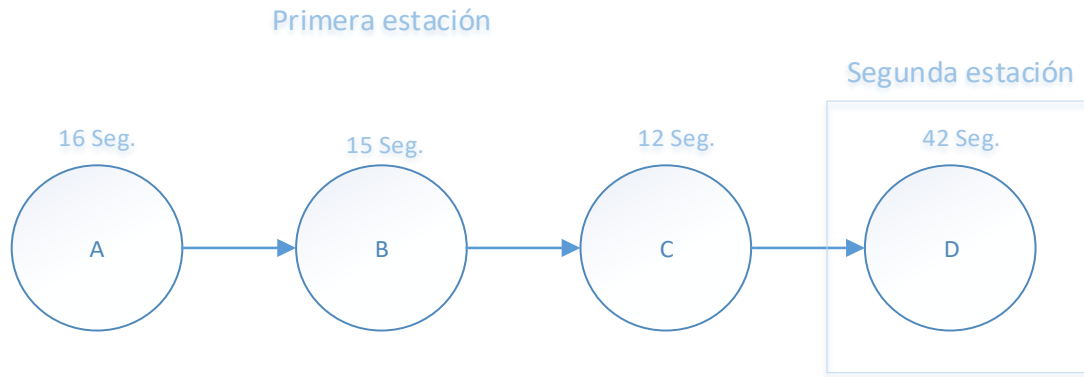 Primera estación
Segunda estación
16 Seg.
15 Seg.
12 Seg.
42 Seg.
A
B
C
D